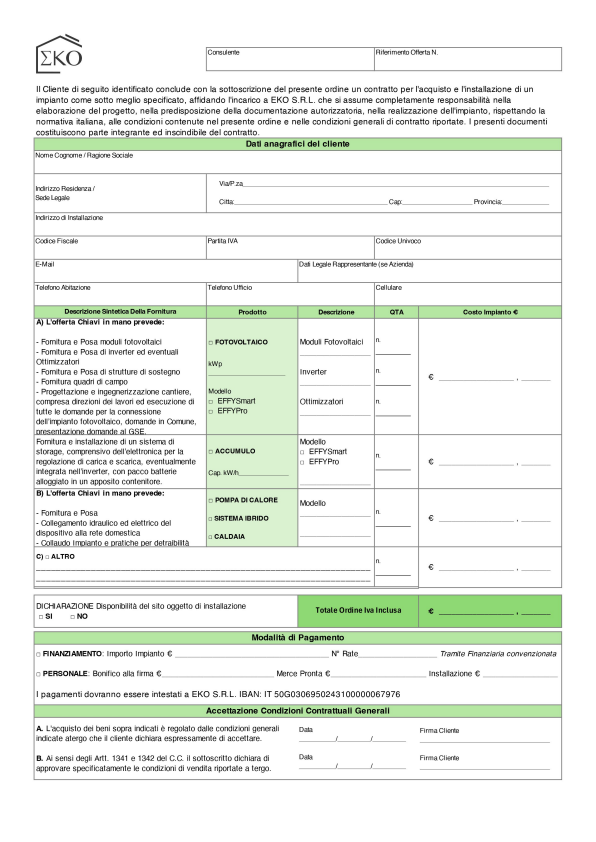 ΣKO
Consulente
Riferimento Offerta N.
Il Cliente di seguito identificato conclude con la sottoscrizione del presente ordine un contratto per l'acquisto e l'installazione di un
impianto come sotto meglio specificato, affidando l'incarico a EKO S.R.L. che si assume completamente responsabilità nella
elaborazione del progetto, nella predisposizione della documentazione autorizzatoria, nella realizzazione dell'impianto, rispettando la
normativa italiana, alle condizioni contenute nel presente ordine e nelle condizioni generali di contratto riportate. I presenti documenti
costituiscono parte integrante ed inscindibile del contratto.
Dati anagrafici del cliente
Nome Cognome / Ragione Sociale
Indirizzo Residenza /
Sede Legale
Via/P.za
Citta: Cap: Provincia:
Indirizzo di Installazione
Codice Fiscale
Partita IVA
Codice Univoco
E-Mail
Dati Legale Rappresentante (se Azienda)
Telefono Abitazione
Telefono Ufficio
Cellulare
Descrizione Sintetica Della Fornitura
Prodotto
Descrizione
QTA
Costo Impianto €
A) L'offerta Chiavi in mano prevede:
- Fornitura e Posa moduli fotovoltaici
- Fornitura e Posa di inverter ed eventuali
Ottimizzatori
- Fornitura e Posa di strutture di sostegno
- Fornitura quadri di campo
- Progettazione e ingegnerizzazione cantiere,
compresa direzioni del lavori ed esecuzione di
tutte le domande per la connessione
dell'impianto fotovoltaico, domande in Comune,
presentazione domande al GSE.
□ FOTOVOLTAICO
kWp
Modello
□ EFFYSmart
□ EFFYPro
Moduli Fotovoltaici
Inverter
Ottimizzatori
n.
n.
n.
€ ,
Fornitura e installazione di un sistema di
storage, comprensivo dell'elettronica per la
regolazione di carica e scarica, eventualmente
integrata nell'inverter, con pacco batterie
alloggiato in un apposito contenitore.
□ ACCUMULO
Cap. kW/h
Modello
□ EFFYSmart
□ EFFYPro
n.
€ ,
B) L'offerta Chiavi in mano prevede:
- Fornitura e Posa
- Collegamento idraulico ed elettrico del
dispositivo alla rete domestica
- Collaudo Impianto e pratiche per detraibilità
□ POMPA DI CALORE
□ SISTEMA IBRIDO
□ CALDAIA
Modello
n.
€ ,
C) □ ALTRO
n.
€ ,
DICHIARAZIONE Disponibilità del sito oggetto di installazione
□ SI □ NO
Totale Ordine Iva Inclusa
€ ,
Modalità di Pagamento
□ FINANZIAMENTO: Importo Impianto € N° Rate Tramite Finanziaria convenzionata
□ PERSONALE: Bonifico alla firma € Merce Pronta € Installazione €
I pagamenti dovranno essere intestati a EKO S.R.L. IBAN: IT 50G0306950243100000067976
Accettazione Condizioni Contrattuali Generali
A. L'acquisto dei beni sopra indicati è regolato dalle condizioni generali
indicate atergo che il cliente dichiara espressamente di accettare.
Data
/ /
Firma Cliente
B. Ai sensi degli Artt. 1341 e 1342 del C.C. il sottoscritto dichiara di
approvare specificatamente le condizioni di vendita riportate a tergo.
Data
/ /
Firma Cliente